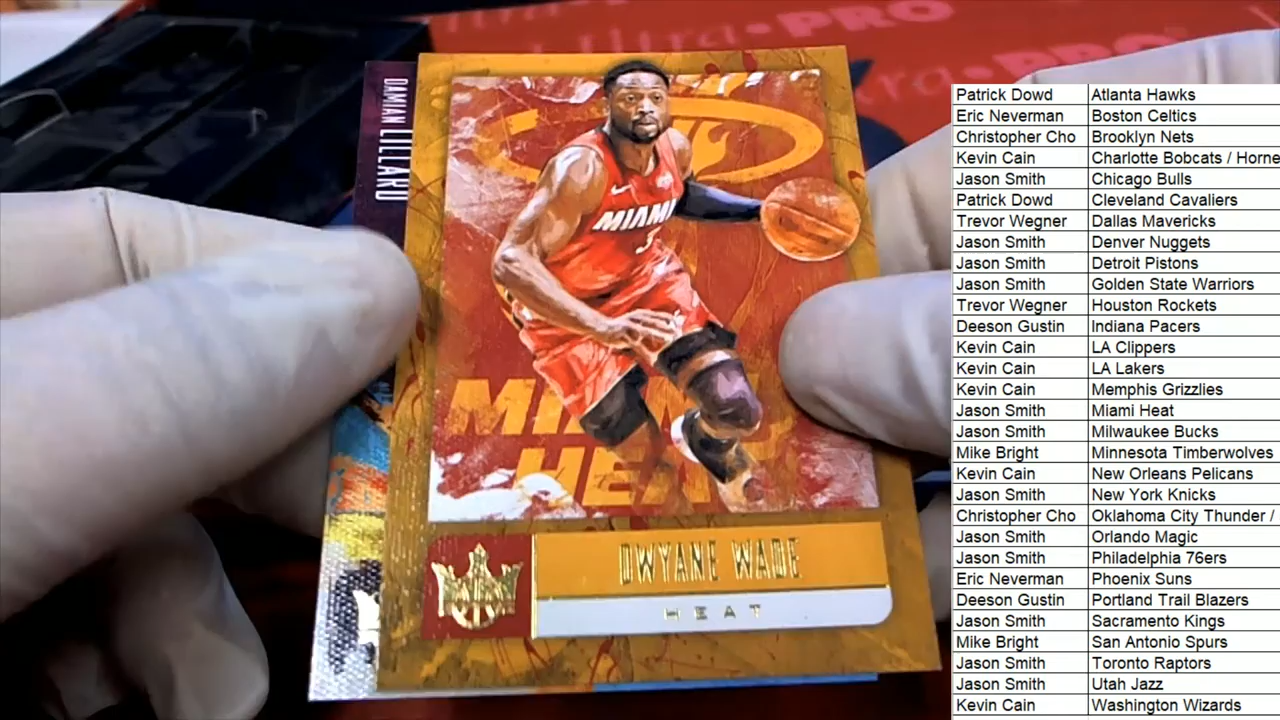 Ultra•PRO
DAMIAN LILLARD
MIAMI
3
MIAMI
HEAT
DWYANE WADE
HEAT
Patrick Dowd Atlanta Hawks
Eric Neverman Boston Celtics
Christopher Cho Brooklyn Nets
Kevin Cain Charlotte Bobcats / Horne
Jason Smith Chicago Bulls
Patrick Dowd Cleveland Cavaliers
Trevor Wegner Dallas Mavericks
Jason Smith Denver Nuggets
Jason Smith Detroit Pistons
Jason Smith Golden State Warriors
Trevor Wegner Houston Rockets
Deeson Gustin Indiana Pacers
Kevin Cain LA Clippers
Kevin Cain LA Lakers
Kevin Cain Memphis Grizzlies
Jason Smith Miami Heat
Jason Smith Milwaukee Bucks
Mike Bright Minnesota Timberwolves
Kevin Cain New Orleans Pelicans
Jason Smith New York Knicks
Christopher Cho Oklahoma City Thunder /
Jason Smith Orlando Magic
Jason Smith Philadelphia 76ers
Eric Neverman Phoenix Suns
Deeson Gustin Portland Trail Blazers
Jason Smith Sacramento Kings
Mike Bright San Antonio Spurs
Jason Smith Toronto Raptors
Jason Smith Utah Jazz
Kevin Cain Washington Wizards